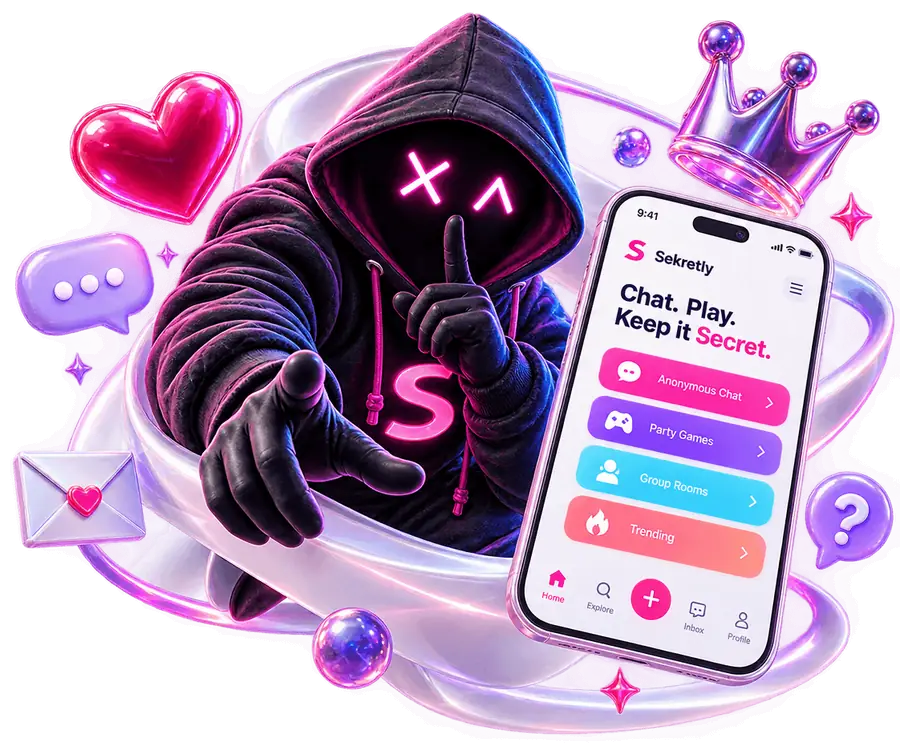 S
9:41
S Sekretly
Chat. Play.
Keep it Secret.
Anonymous Chat
Party Games
Group Rooms
Trending
?
Home
Explore
Inbox
Profile